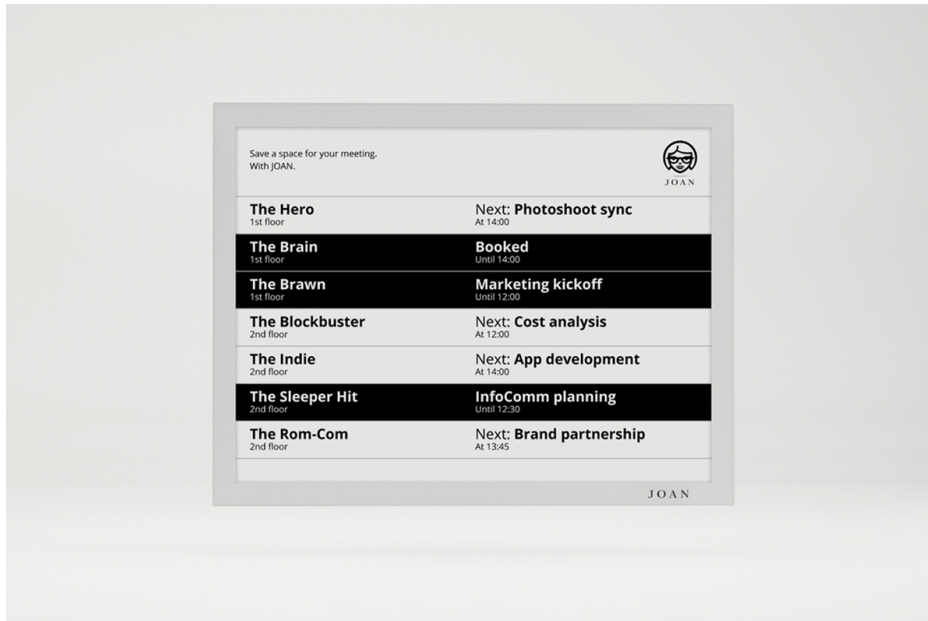 Save a space for your meeting.
With JOAN.
JOAN
The Hero
1st floor
Next: Photoshoot sync
At 14:00
The Brain
1st floor
Booked
Until 14:00
The Brawn
1st floor
Marketing kickoff
Until 12:00
The Blockbuster
2nd floor
Next: Cost analysis
At 12:00
The Indie
2nd floor
Next: App development
At 14:00
The Sleeper Hit
2nd floor
InfoComm planning
Until 12:30
The Rom-Com
2nd floor
Next: Brand partnership
At 13:45
JOAN